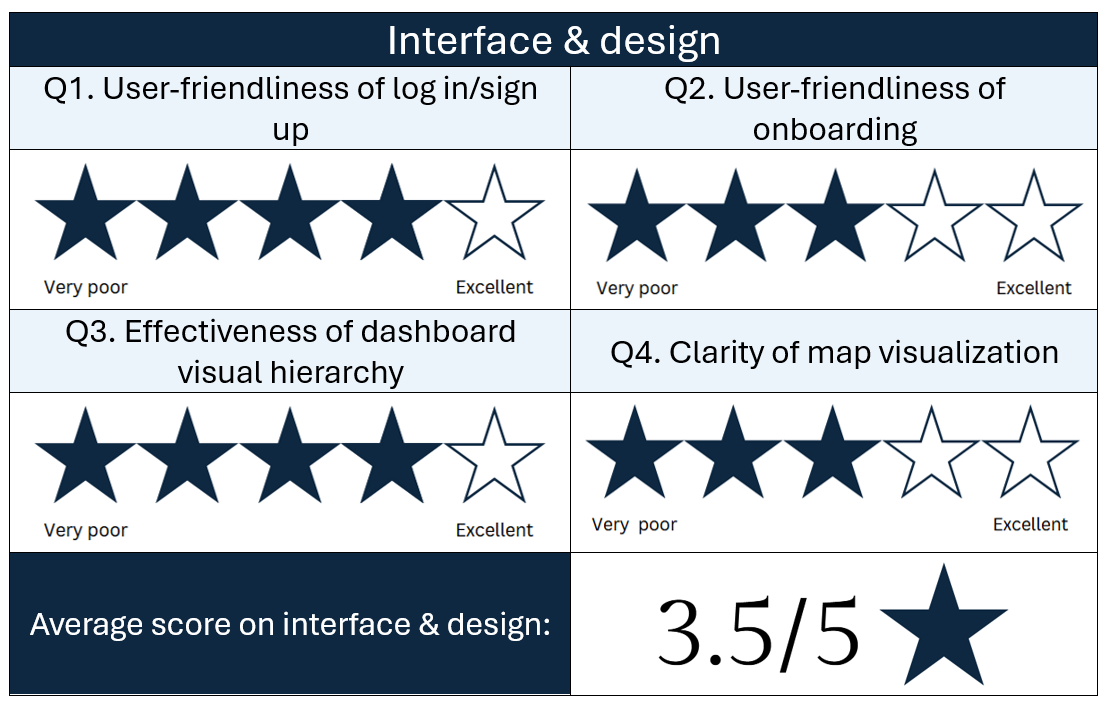 Interface & design
Q1. User-friendliness of log in/sign
up
Q2. User-friendliness of
onboarding
Very poor
Excellent
Very poor
Excellent
Q3. Effectiveness of dashboard
visual hierarchy
Q4. Clarity of map visualization
Very poor
Excellent
Very poor
Excellent
Average score on interface & design:
3.5/5